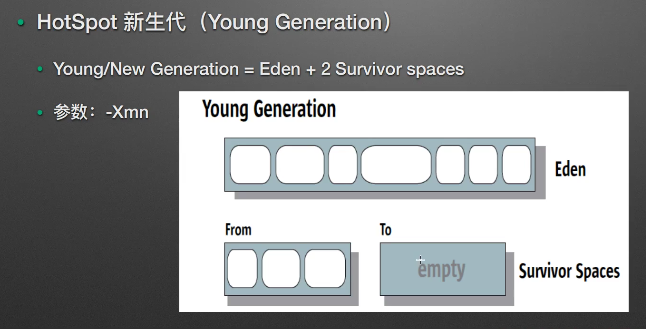 HotSpot 新生代（Young Generation）
Young/New Generation = Eden + 2 Survivor spaces
参数：-Xmn
Young Generation
Eden
From To
empty
Survivor Spaces